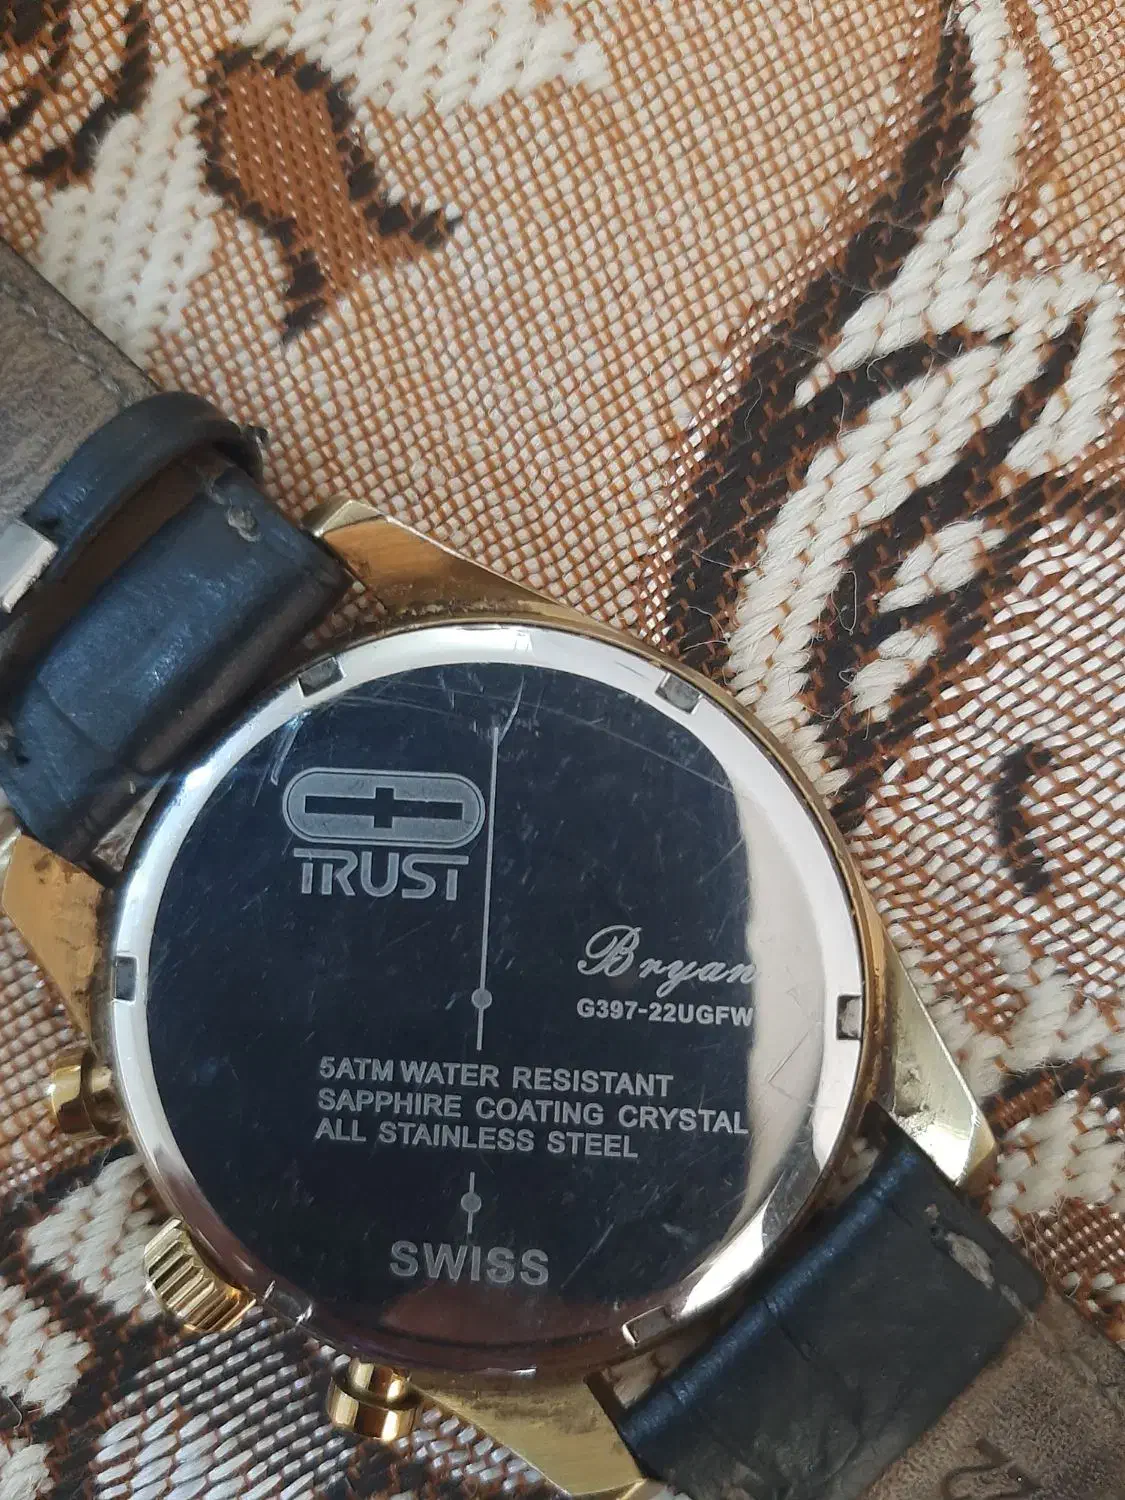 TRUST
Bryan
G397-22UGFW
5ATM WATER RESISTANT
SAPPHIRE COATING CRYSTAL
ALL STAINLESS STEEL
SWISS